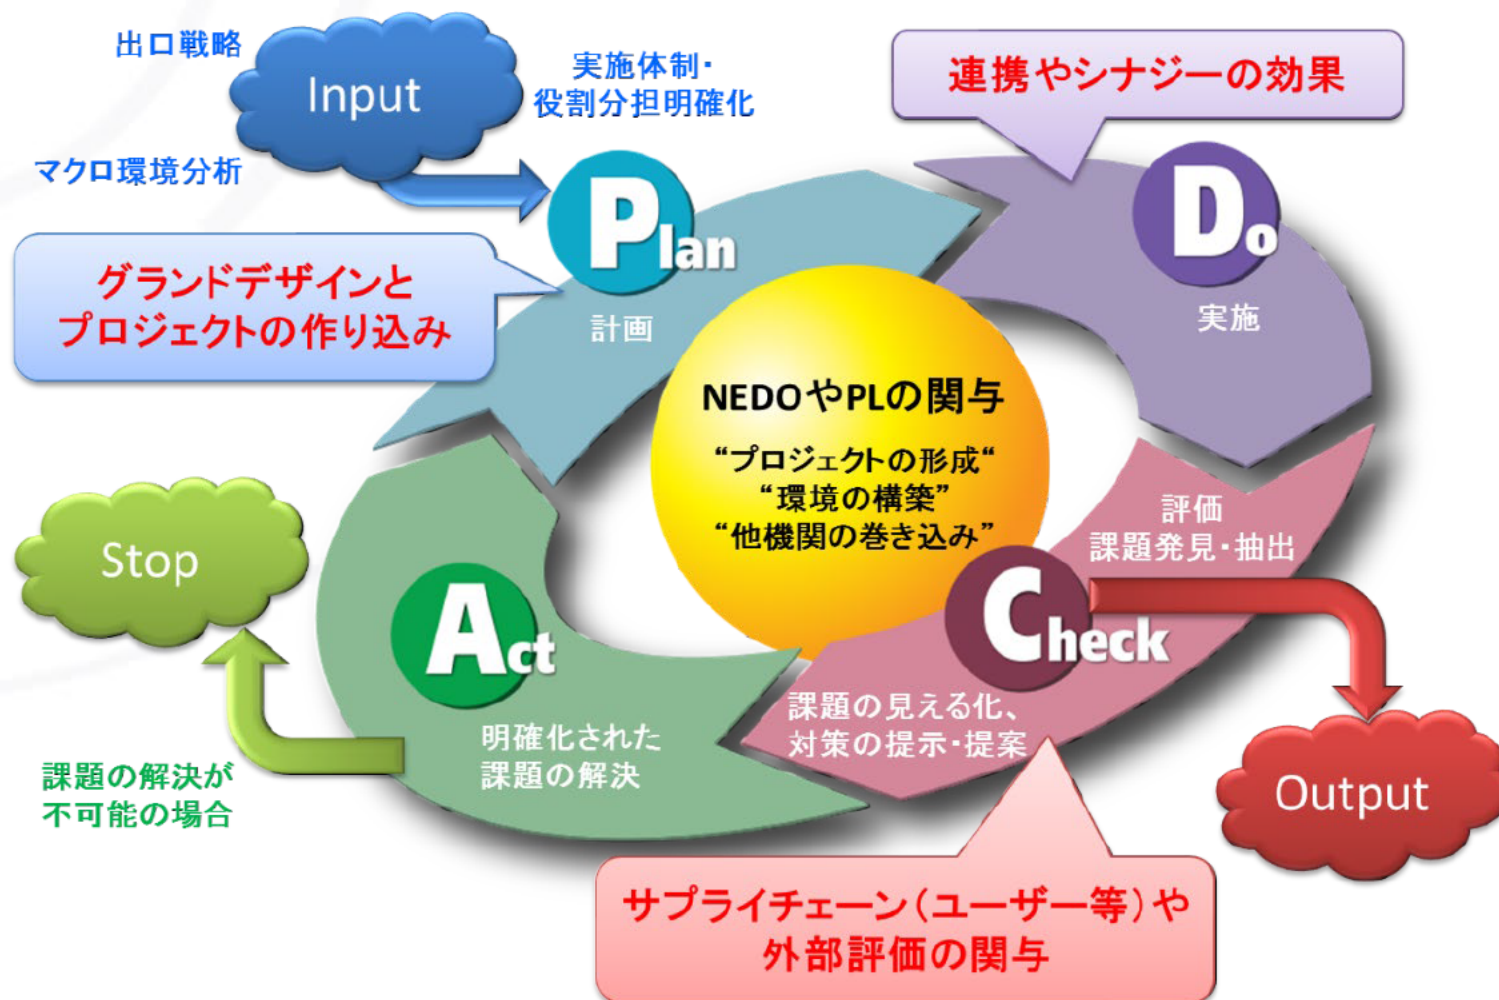 出口戦略
Input
実施体制・
役割分担明確化
マクロ環境分析
連携やシナジーの効果
Plan
計画
Do
実施
グランドデザインと
プロジェクトの作り込み
NEDOやPLの関与
“プロジェクトの形成“
“環境の構築”
“他機関の巻き込み”
評価
課題発見・抽出
Check
課題の見える化、
対策の提示・提案
Stop
Act
明確化された
課題の解決
課題の解決が
不可能の場合
Output
サプライチェーン（ユーザー等）や
外部評価の関与